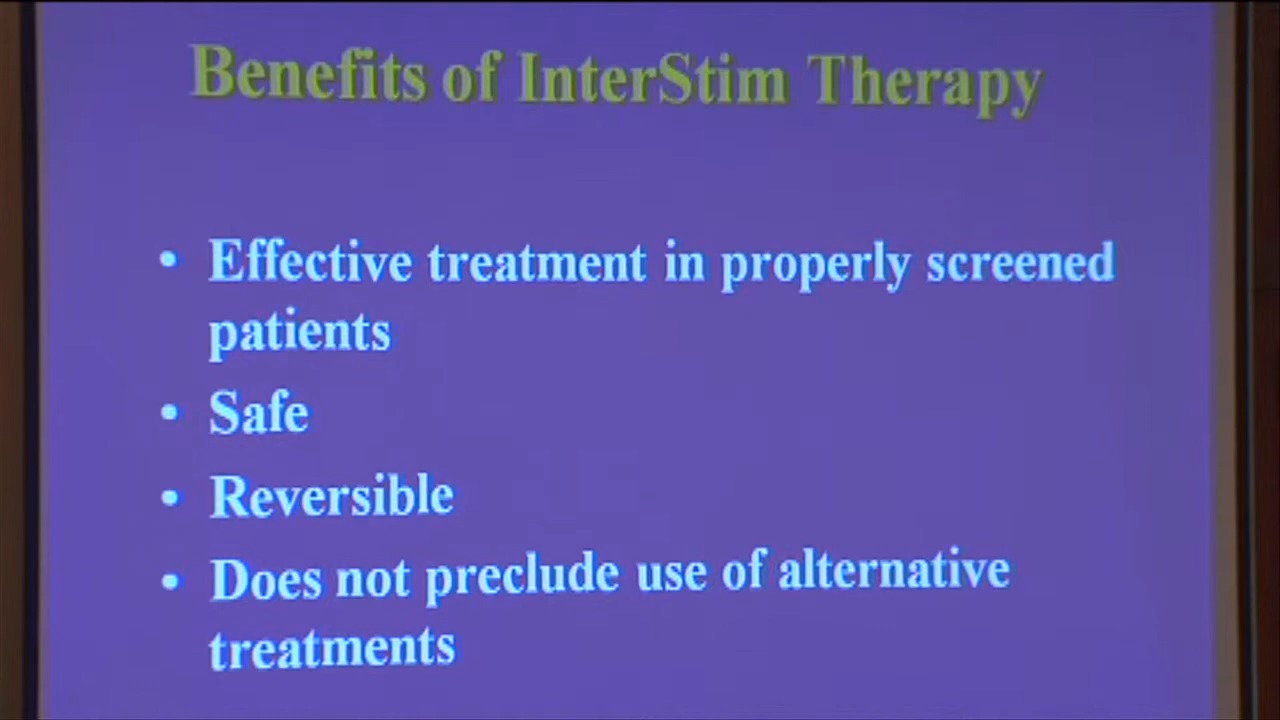 Benefits of InterStim Therapy
• Effective treatment in properly screened
patients
• Safe
• Reversible
• Does not preclude use of alternative
treatments